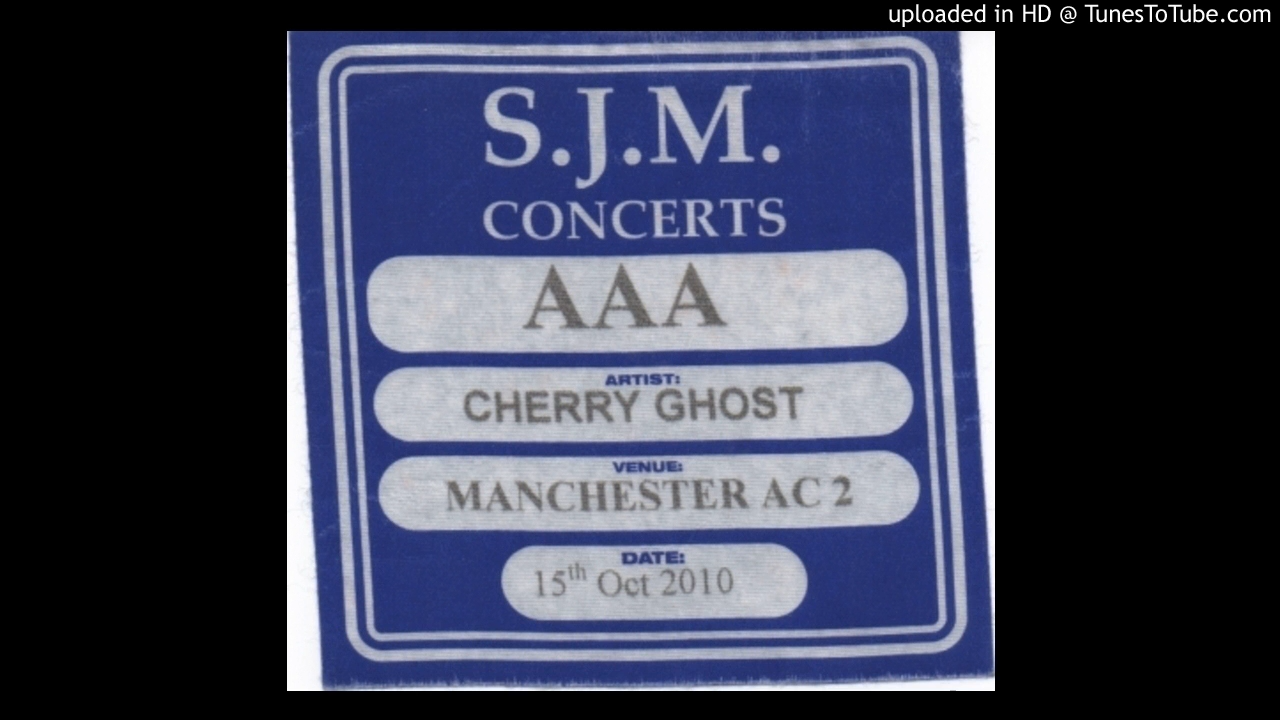 uploaded in HD @ TunesToTube.com
S.J.M.
CONCERTS
AAA
ARTIST:
CHERRY GHOST
VENUE:
MANCHESTER AC 2
DATE:
15th Oct 2010